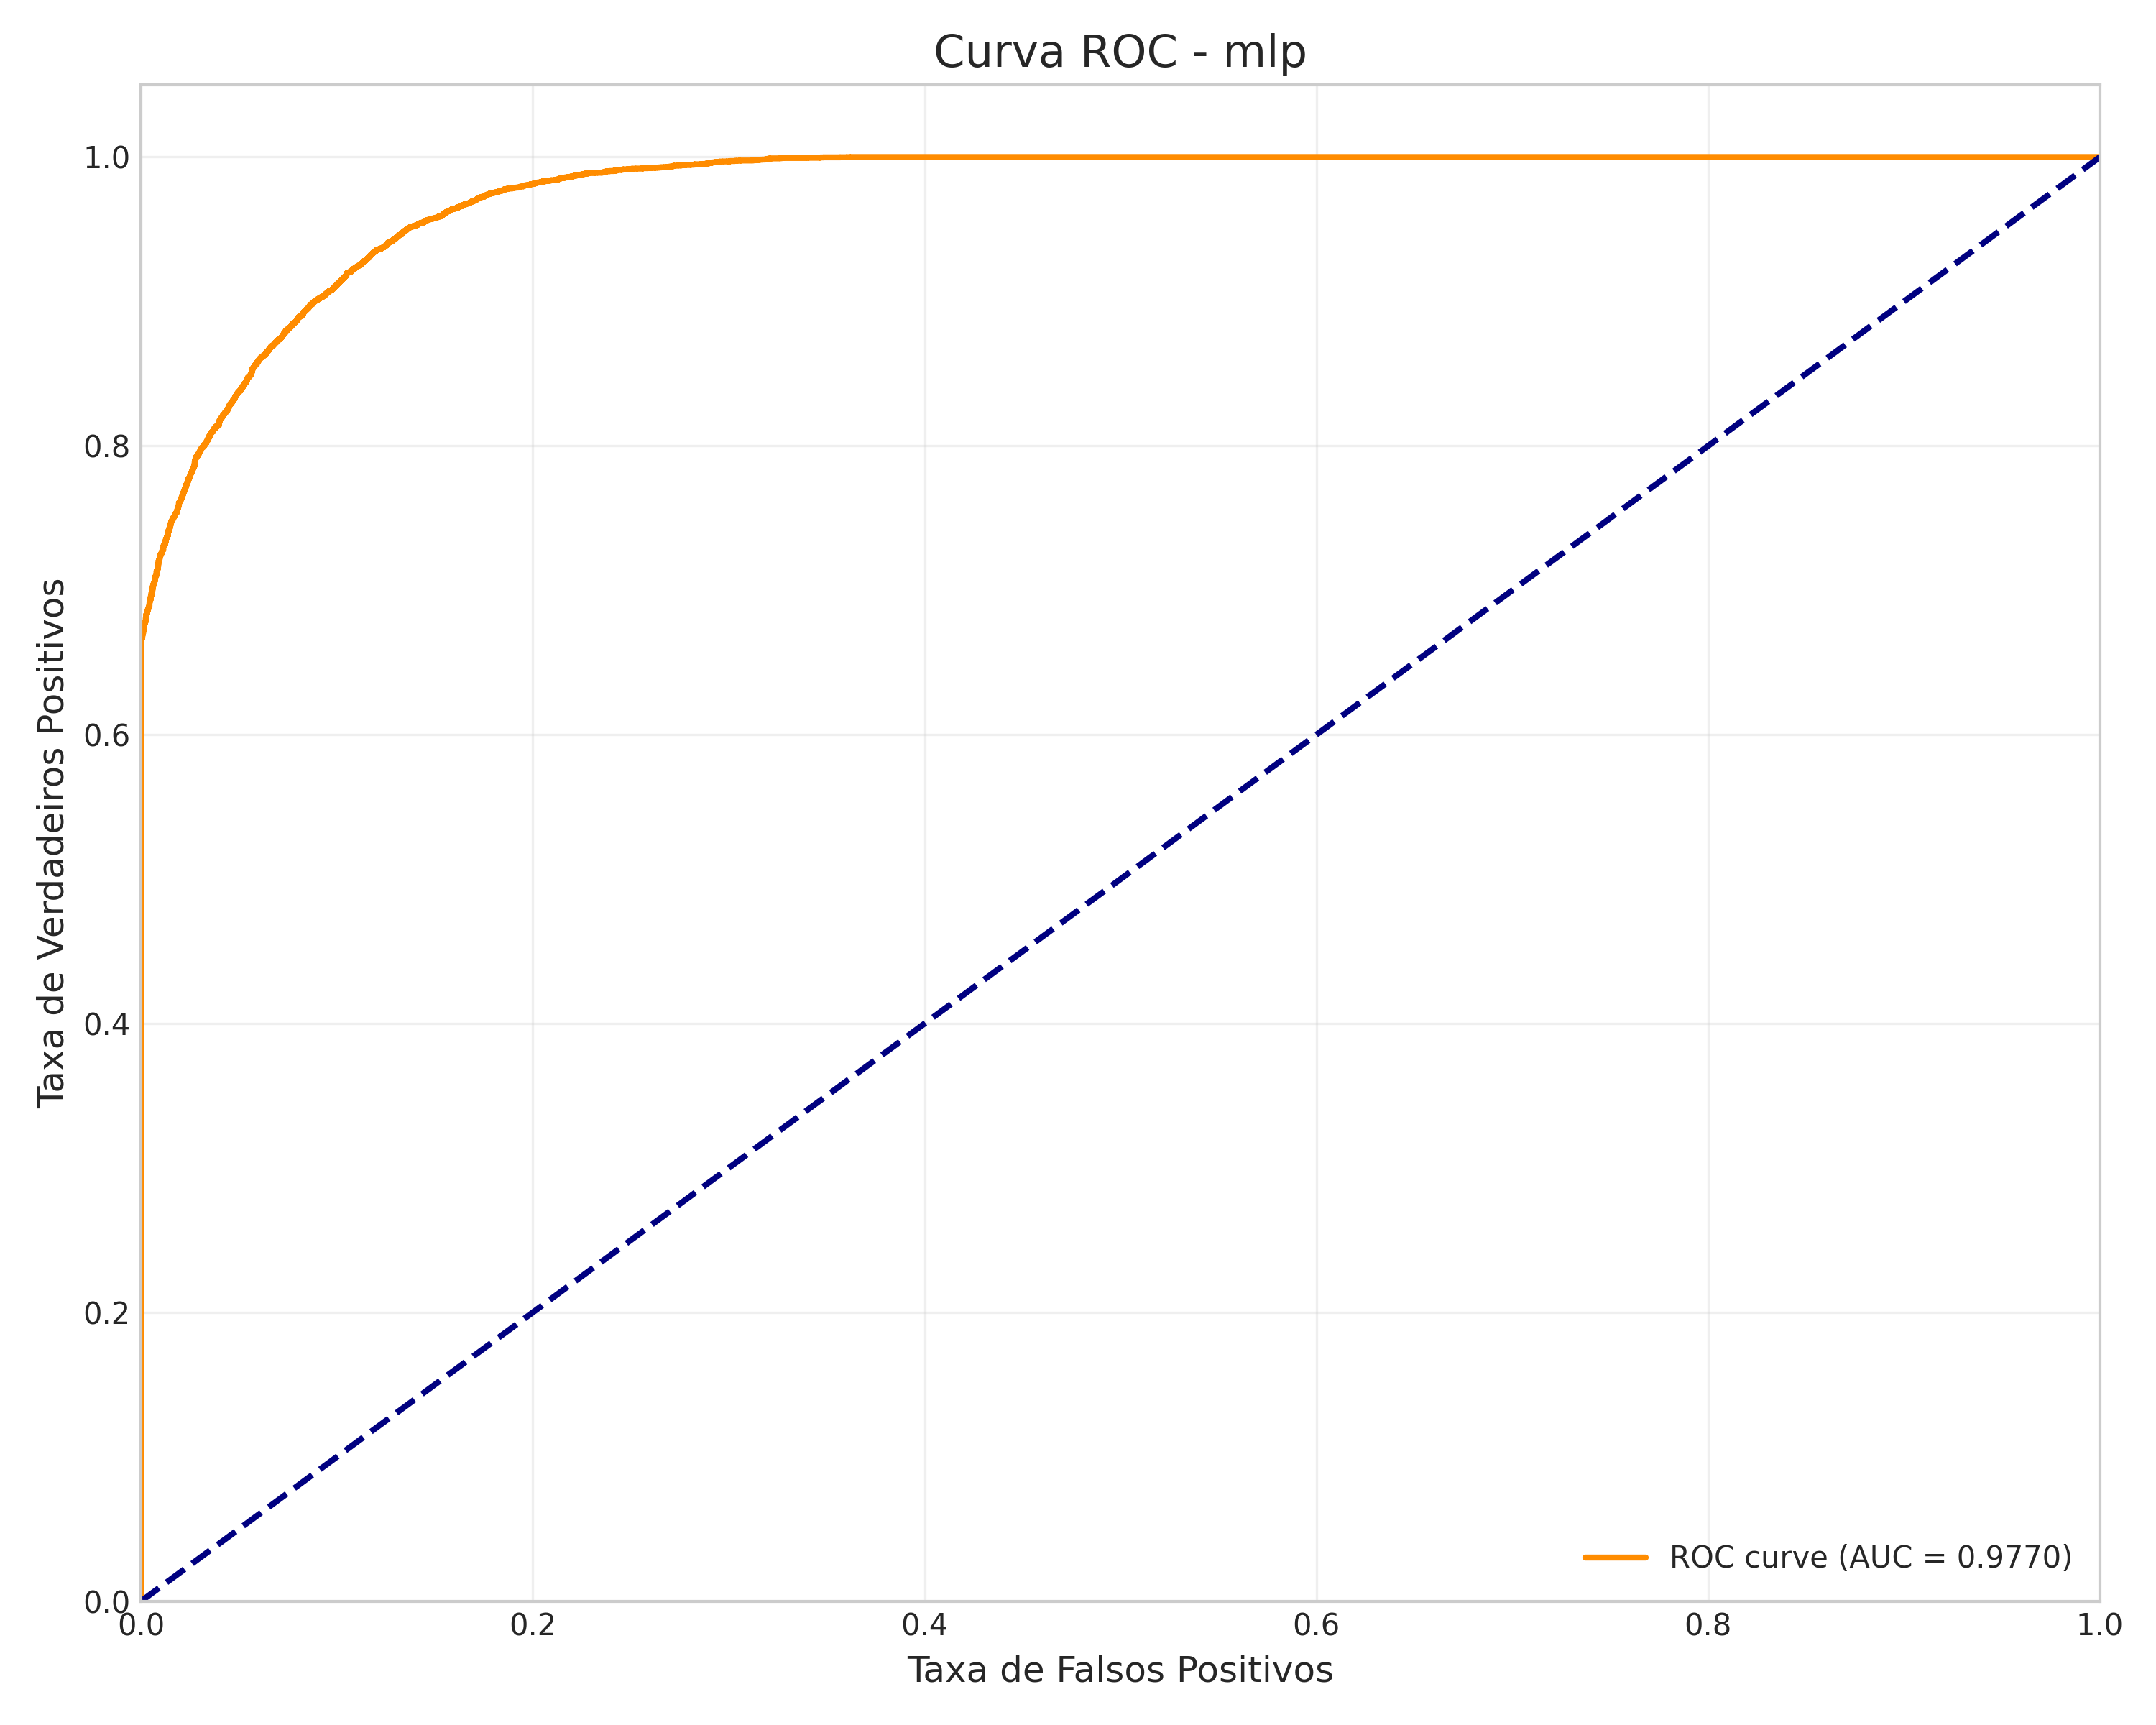 Curva ROC - mlp
Taxa de Verdadeiros Positivos
1.0
0.8
0.6
0.4
0.2
0.0
0.0 0.2 0.4 0.6 0.8 1.0
Taxa de Falsos Positivos
ROC curve (AUC = 0.9770)